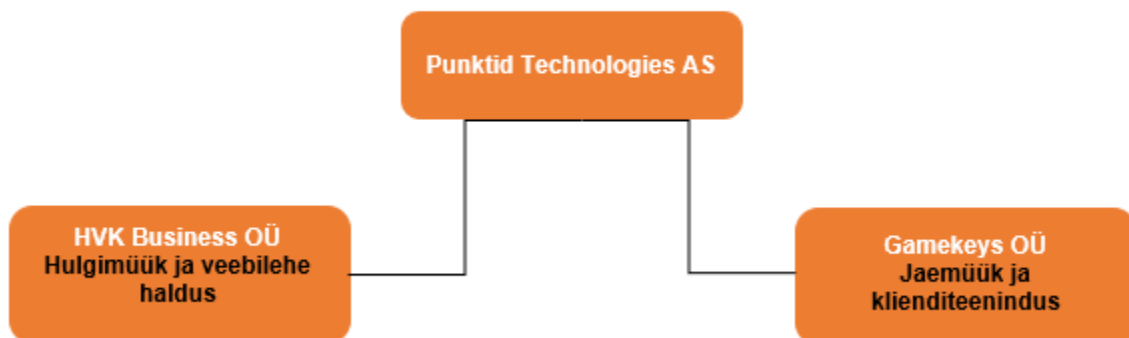 Punktid Technologies AS
HVK Business OÜ
Hulgimüük ja veebilehe
haldus
Gamekeys OÜ
Jaemüük ja
klienditeenindus